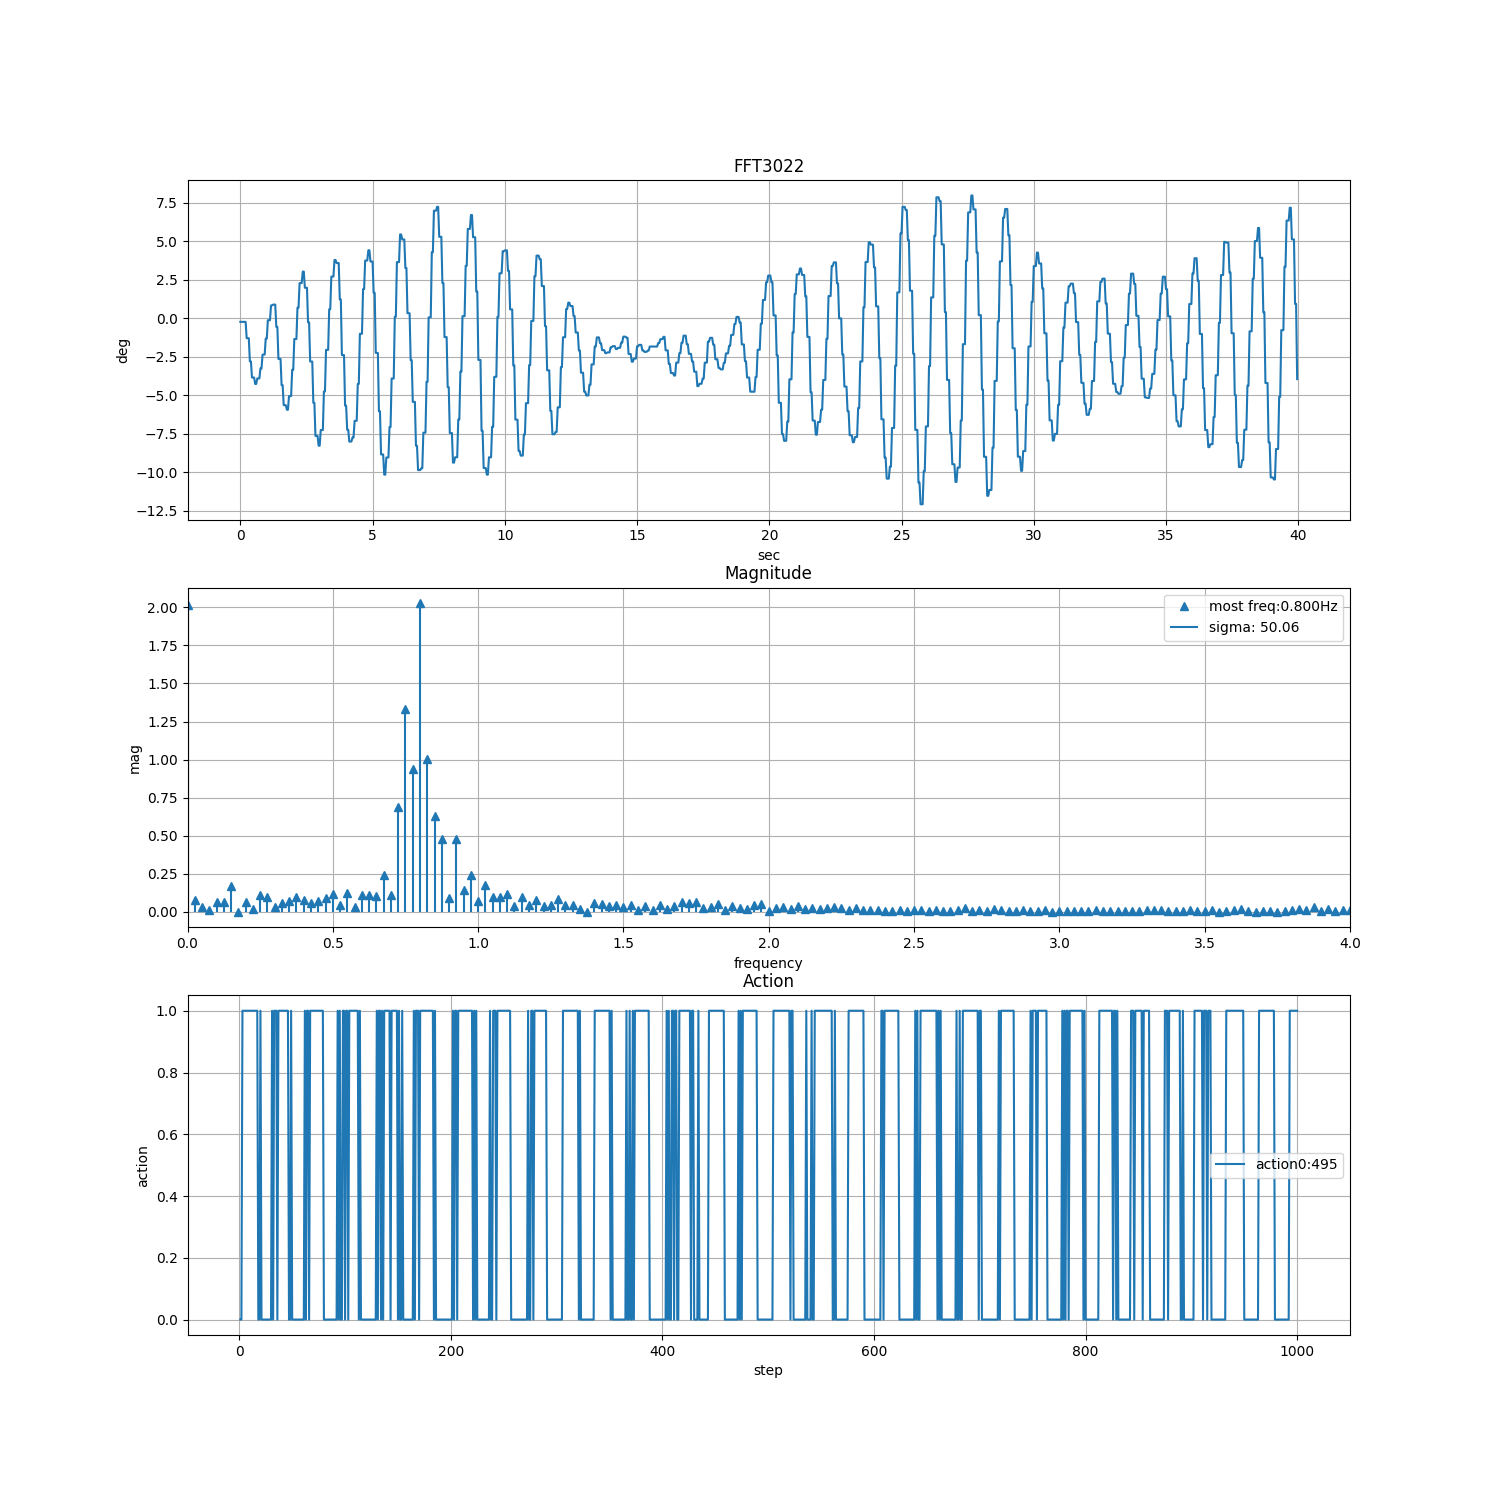 FFT3022
7.5
5.0
2.5
0.0
−2.5
−5.0
−7.5
−10.0
−12.5
deg
0 5 10 15 20 25 30 35 40
sec
Magnitude
2.00
1.75
1.50
1.25
1.00
0.75
0.50
0.25
0.00
mag
most freq:0.800Hz
sigma: 50.06
0.0 0.5 1.0 1.5 2.0 2.5 3.0 3.5 4.0
frequency
Action
1.0
0.8
0.6
0.4
0.2
0.0
action
action0:495
0 200 400 600 800 1000
step